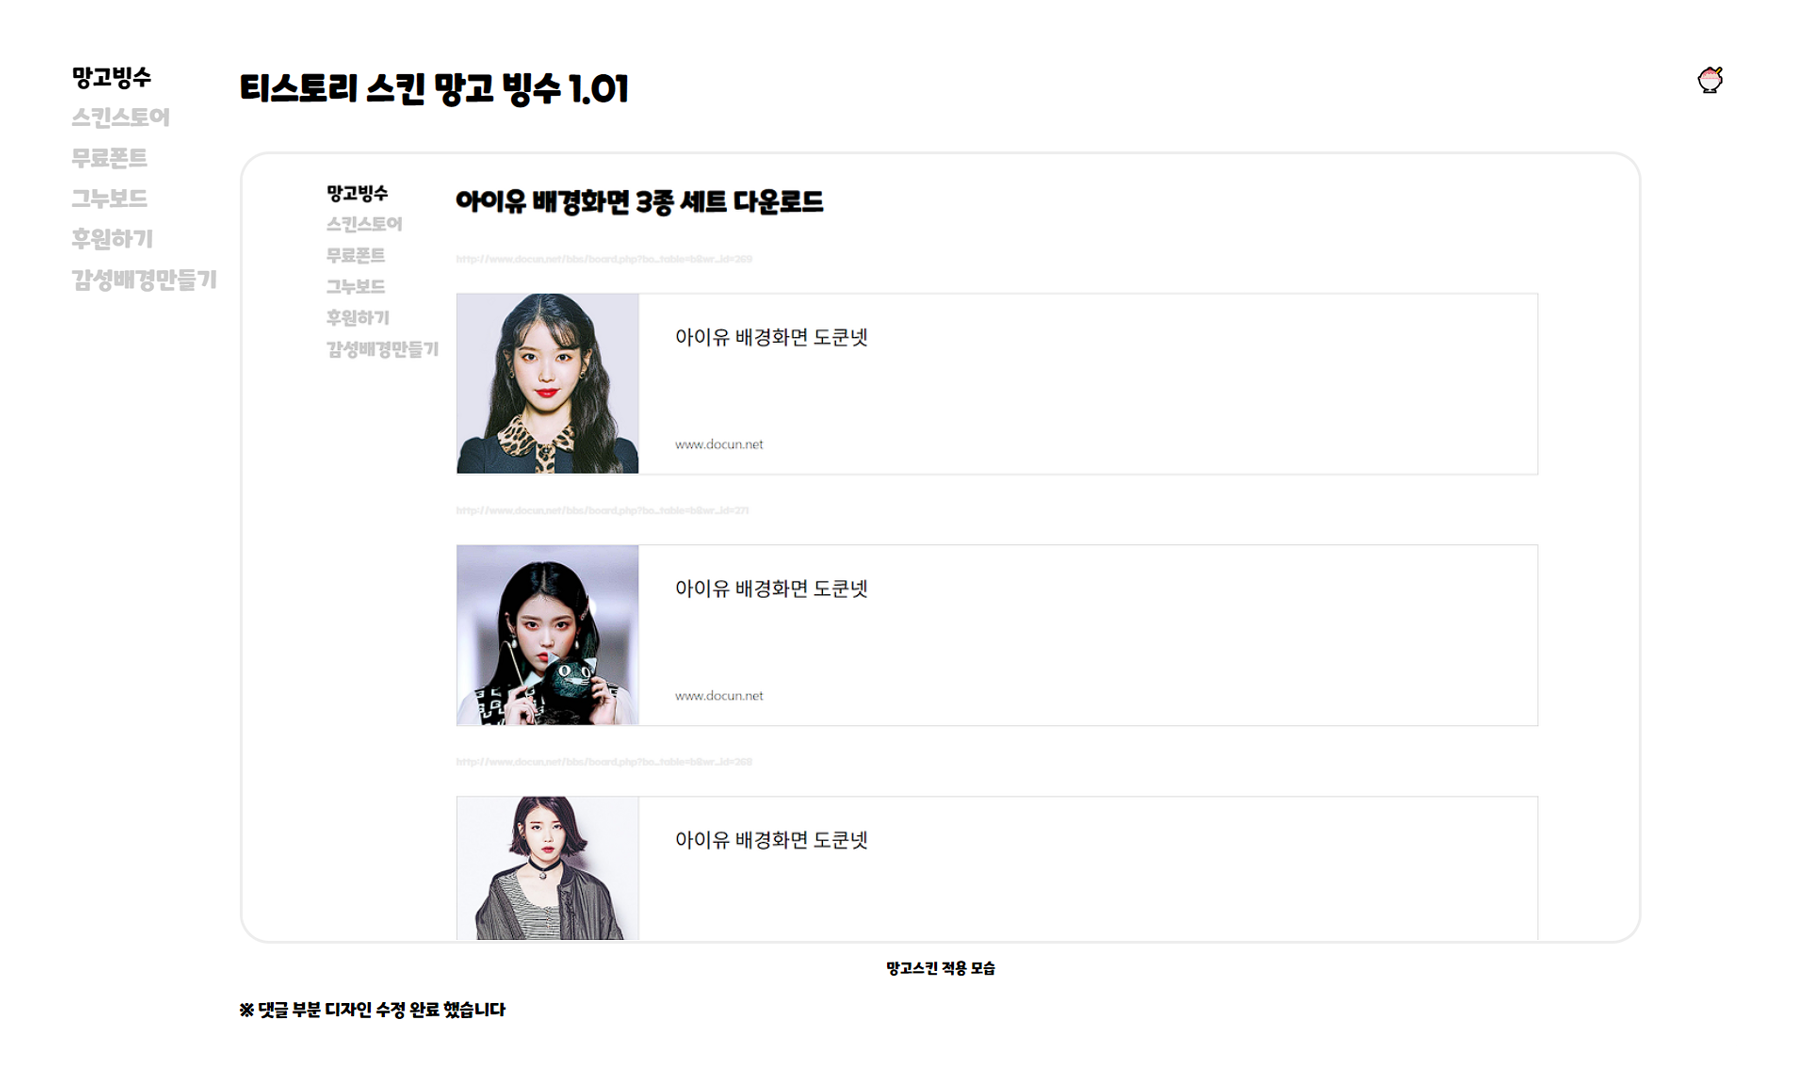 망고빙수
스킨스토어
무료폰트
그누보드
후원하기
감성배경만들기
티스토리 스킨 망고 빙수 1.01
망고빙수
스킨스토어
무료폰트
그누보드
후원하기
감성배경만들기
아이유 배경화면 3종 세트 다운로드
http://www.docun.net/bbs/board.php?bo_table=bl&wr_id=269
아이유 배경화면 도쿤넷
www.docun.net
http://www.docun.net/bbs/board.php?bo_table=bl&wr_id=271
아이유 배경화면 도쿤넷
www.docun.net
http://www.docun.net/bbs/board.php?bo_table=bl&wr_id=268
아이유 배경화면 도쿤넷
망고스킨 적용 모습
※ 댓글 부분 디자인 수정 완료 했습니다